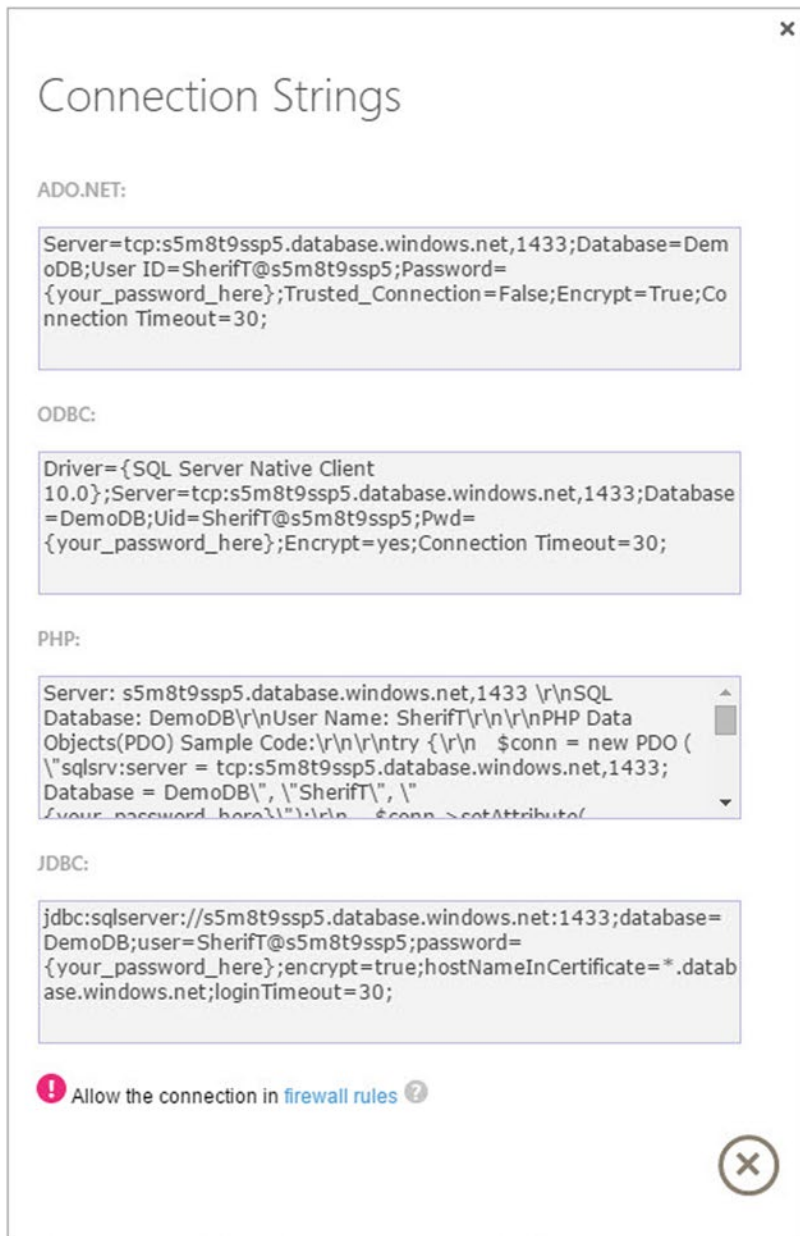 ×
Connection Strings
ADO.NET:
Server=tcp:s5m8t9ssp5.database.windows.net,1433;Database=Dem
oDB;User ID=SherifT@s5m8t9ssp5;Password=
{your_password_here};Trusted_Connection=False;Encrypt=True;Co
nnection Timeout=30;
ODBC:
Driver={SQL Server Native Client
10.0};Server=tcp:s5m8t9ssp5.database.windows.net,1433;Database
=DemoDB;Uid=SherifT@s5m8t9ssp5;Pwd=
{your_password_here};Encrypt=yes;Connection Timeout=30;
PHP:
Server: s5m8t9ssp5.database.windows.net,1433 \r\nSQL
Database: DemoDB\r\nUser Name: SherifT\r\n\r\nPHP Data
Objects(PDO) Sample Code:\r\n\r\ntry {\r\n   $conn = new PDO (
\"sqlsrv:server = tcp:s5m8t9ssp5.database.windows.net,1433;
Database = DemoDB\", \"SherifT\", \"
{your_password_here}\");\r\n    $conn->setAttribute(
JDBC:
jdbc:sqlserver://s5m8t9ssp5.database.windows.net:1433;database=
DemoDB;user=SherifT@s5m8t9ssp5;password=
{your_password_here};encrypt=true;hostNameInCertificate=*.datab
ase.windows.net;loginTimeout=30;
! Allow the connection in firewall rules ?